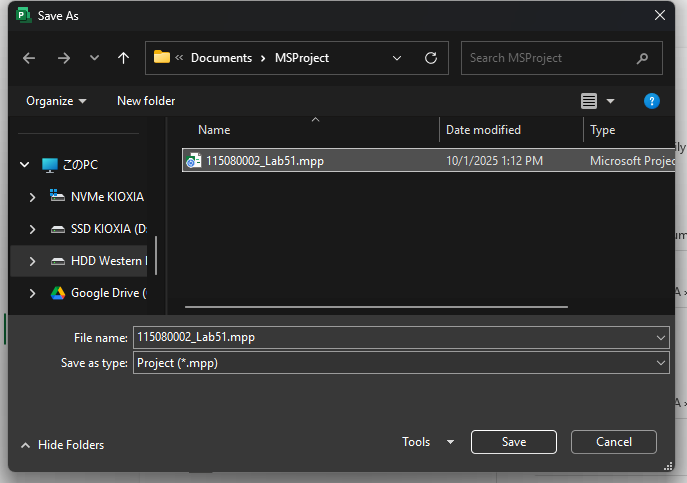 Save As
Documents > MSProject
Search MSProject
Organize
New folder
Name
Date modified
Type
115080002_Lab51.mpp
10/1/2025 1:12 PM
Microsoft Projec
このPC
NVMe KIOXIA
SSD KIOXIA (D:
HDD Western
Google Drive (
File name: 115080002_Lab51.mpp
Save as type: Project (*.mpp)
Hide Folders
Tools
Save
Cancel